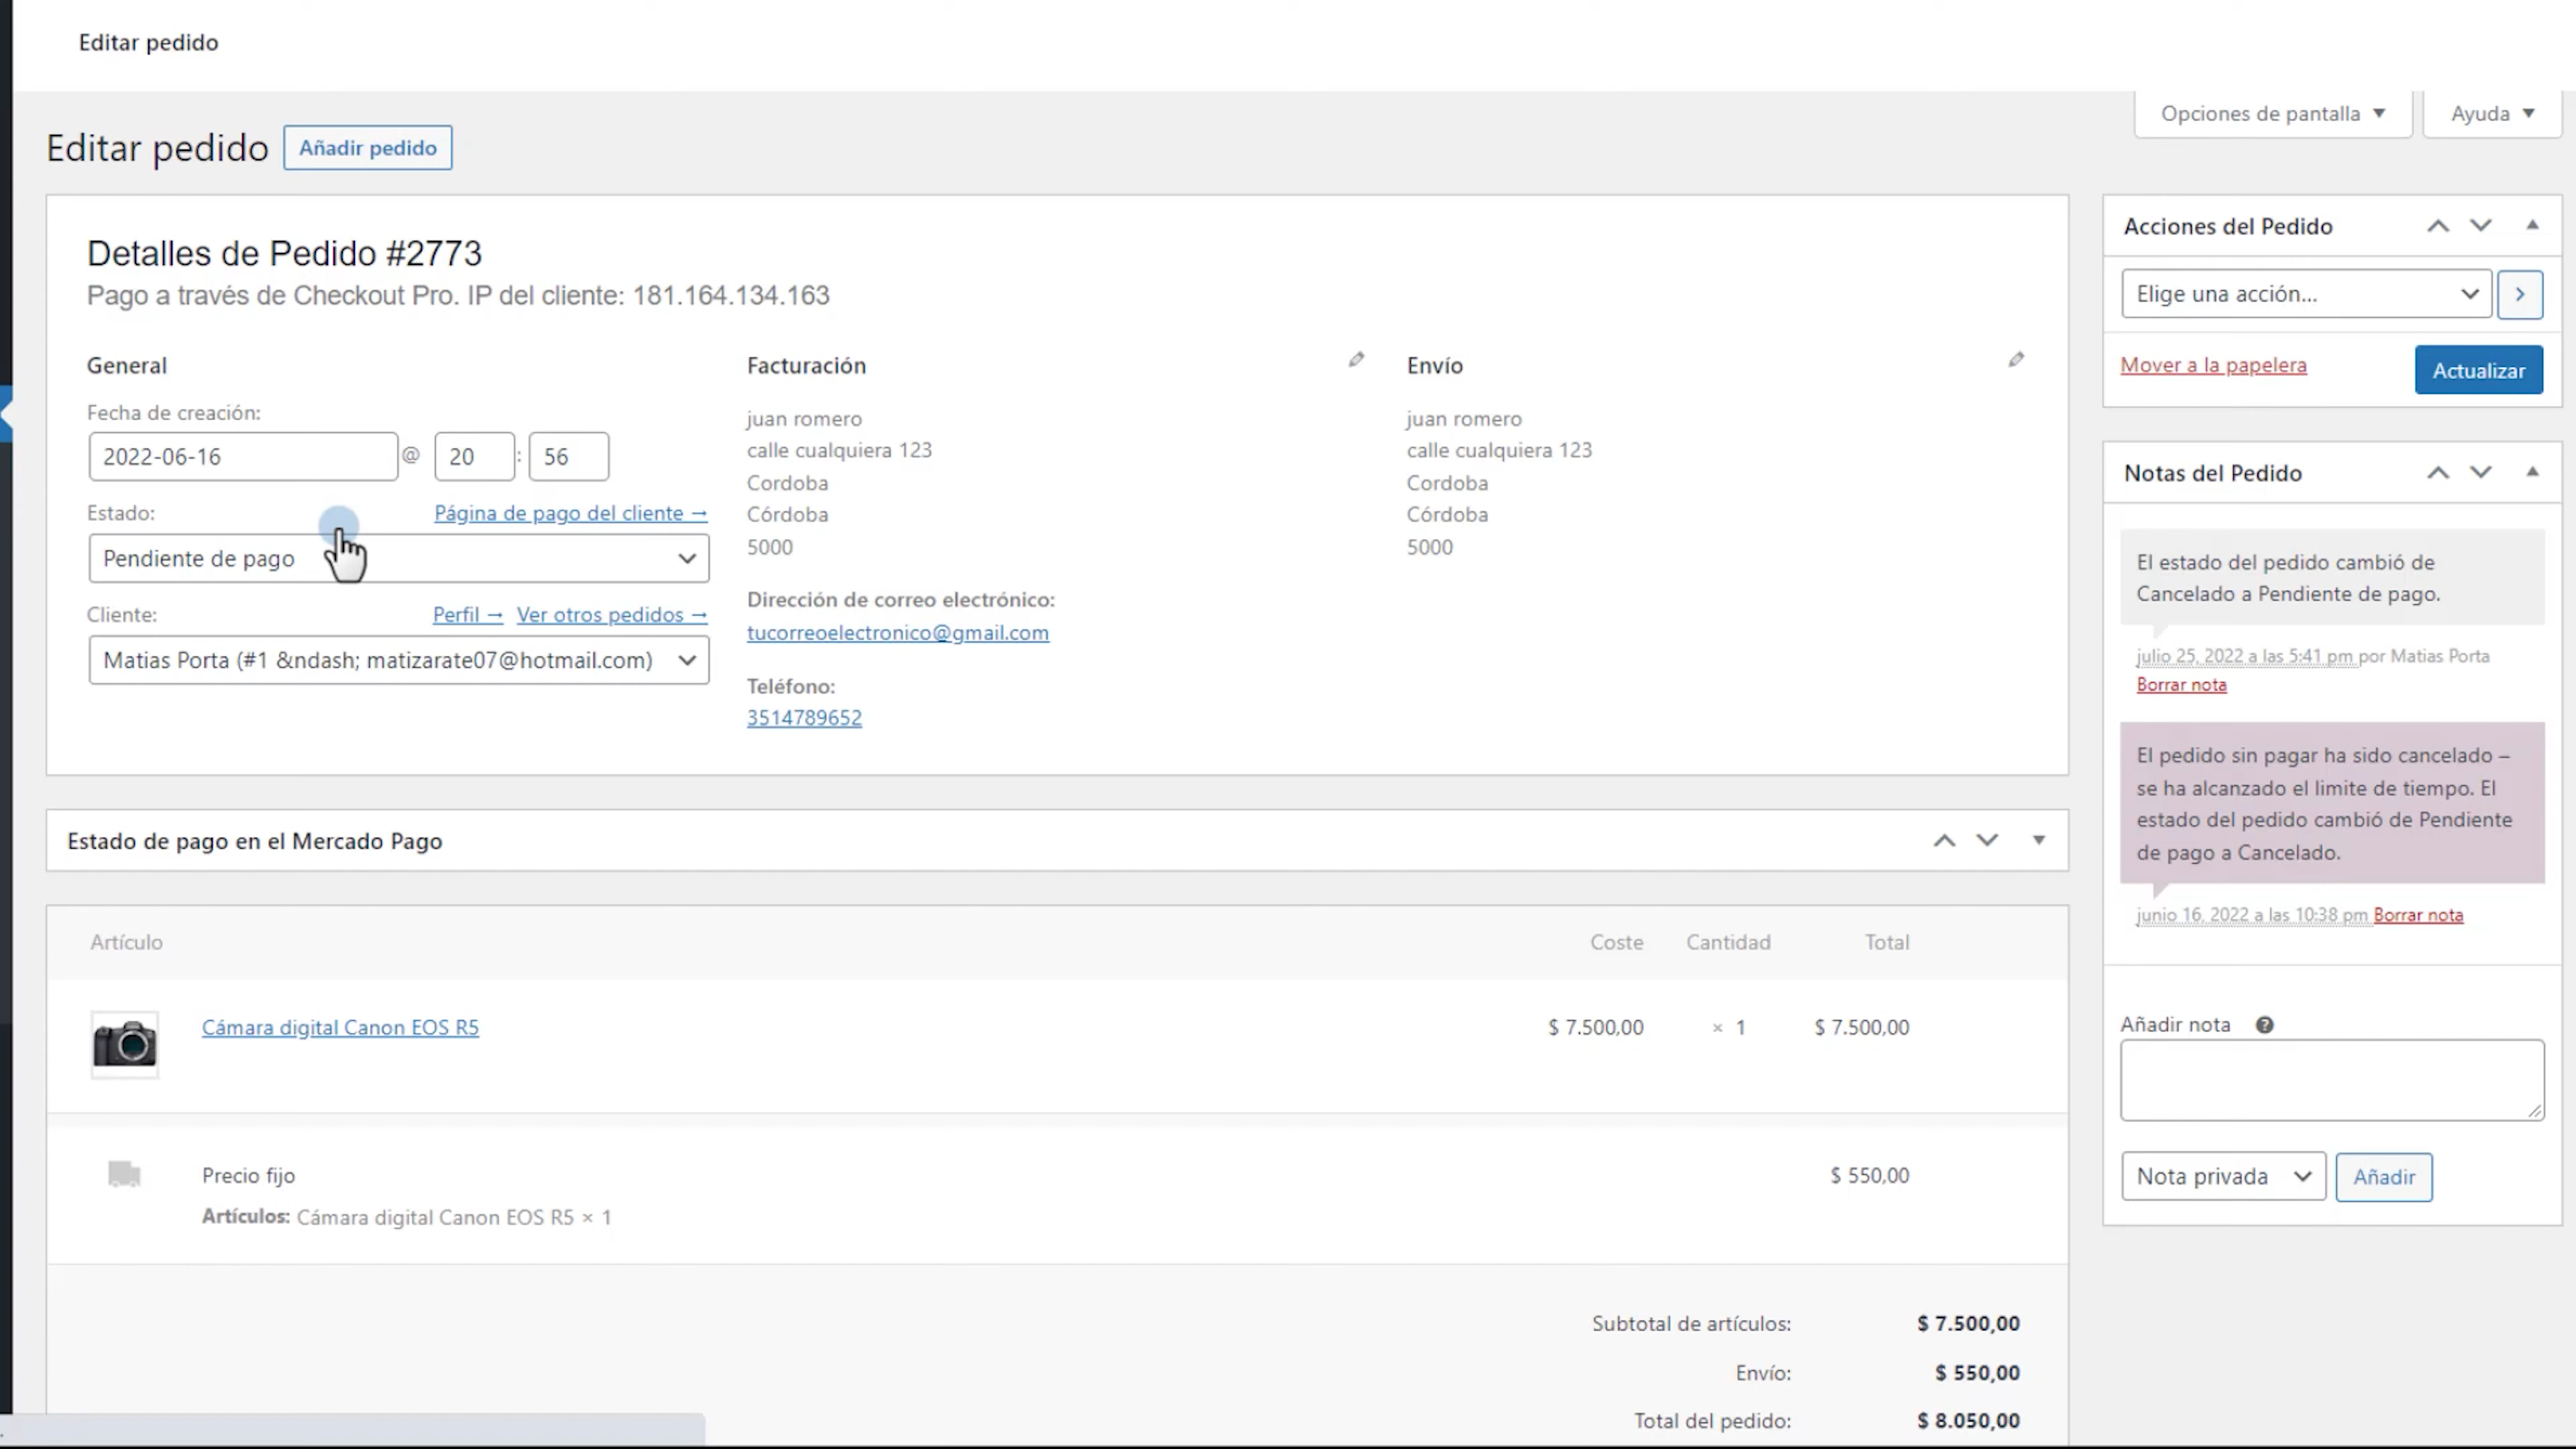 Editar pedido
Opciones de pantalla ▼
Ayuda ▼
Editar pedido
Añadir pedido
Detalles de Pedido #2773
Pago a través de Checkout Pro. IP del cliente: 181.164.134.163
General
Fecha de creación:
2022-06-16 @ 20 : 56
Estado:
Página de pago del cliente →
Pendiente de pago
Cliente:
Perfil → Ver otros pedidos →
Matias Porta (#1 &ndash; matizarate07@hotmail.com)
Facturación
juan romero
calle cualquiera 123
Cordoba
Córdoba
5000
Dirección de correo electrónico:
tucorreoelectronico@gmail.com
Teléfono:
3514789652
Envío
juan romero
calle cualquiera 123
Cordoba
Córdoba
5000
Estado de pago en el Mercado Pago
Artículo Coste Cantidad Total
Cámara digital Canon EOS R5 $ 7.500,00 × 1 $ 7.500,00
Precio fijo $ 550,00
Artículos: Cámara digital Canon EOS R5 × 1
Subtotal de artículos: $ 7.500,00
Envío: $ 550,00
Total del pedido: $ 8.050,00
Acciones del Pedido
Elige una acción...
Mover a la papelera
Actualizar
Notas del Pedido
El estado del pedido cambió de
Cancelado a Pendiente de pago.
julio 25, 2022 a las 5:41 pm por Matias Porta
Borrar nota
El pedido sin pagar ha sido cancelado –
se ha alcanzado el limite de tiempo. El
estado del pedido cambió de Pendiente
de pago a Cancelado.
junio 16, 2022 a las 10:38 pm Borrar nota
Añadir nota ?
Nota privada
Añadir